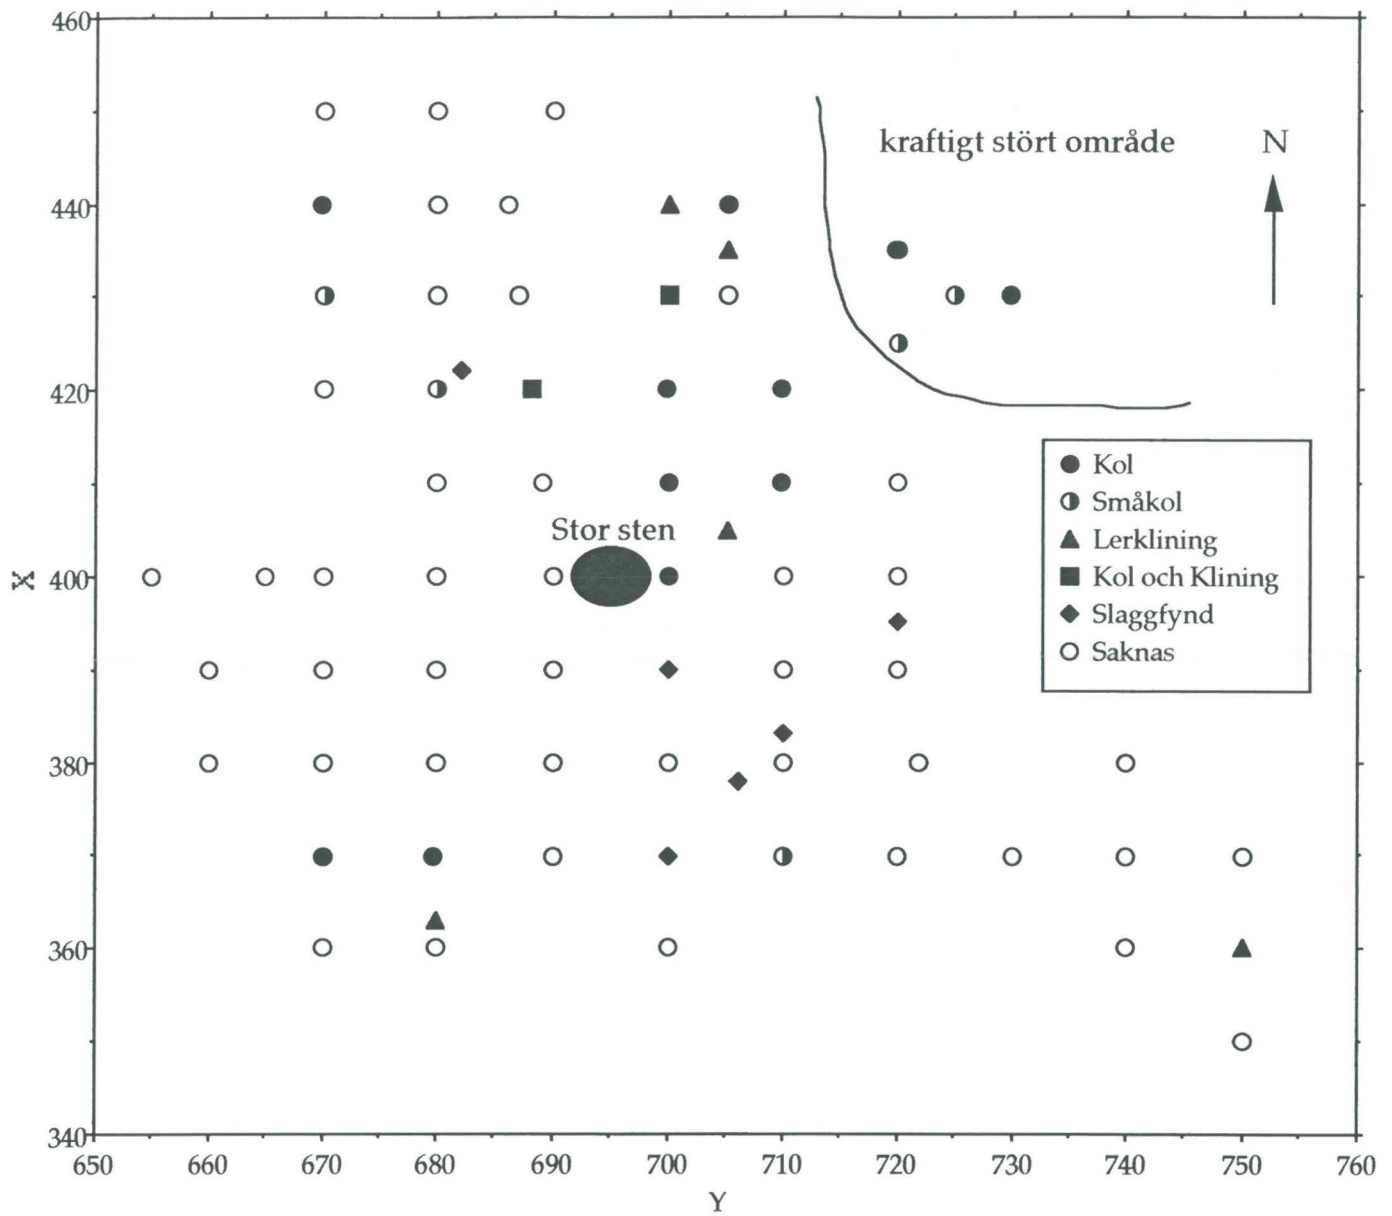 460
kraftigt stört område
N
440
420
Kol
Småkol
Lerklining
Kol och Klining
Slaggfynd
Saknas
Stor sten
X
400
380
360
340
650 660 670 680 690 700 710 720 730 740 750 760
Y